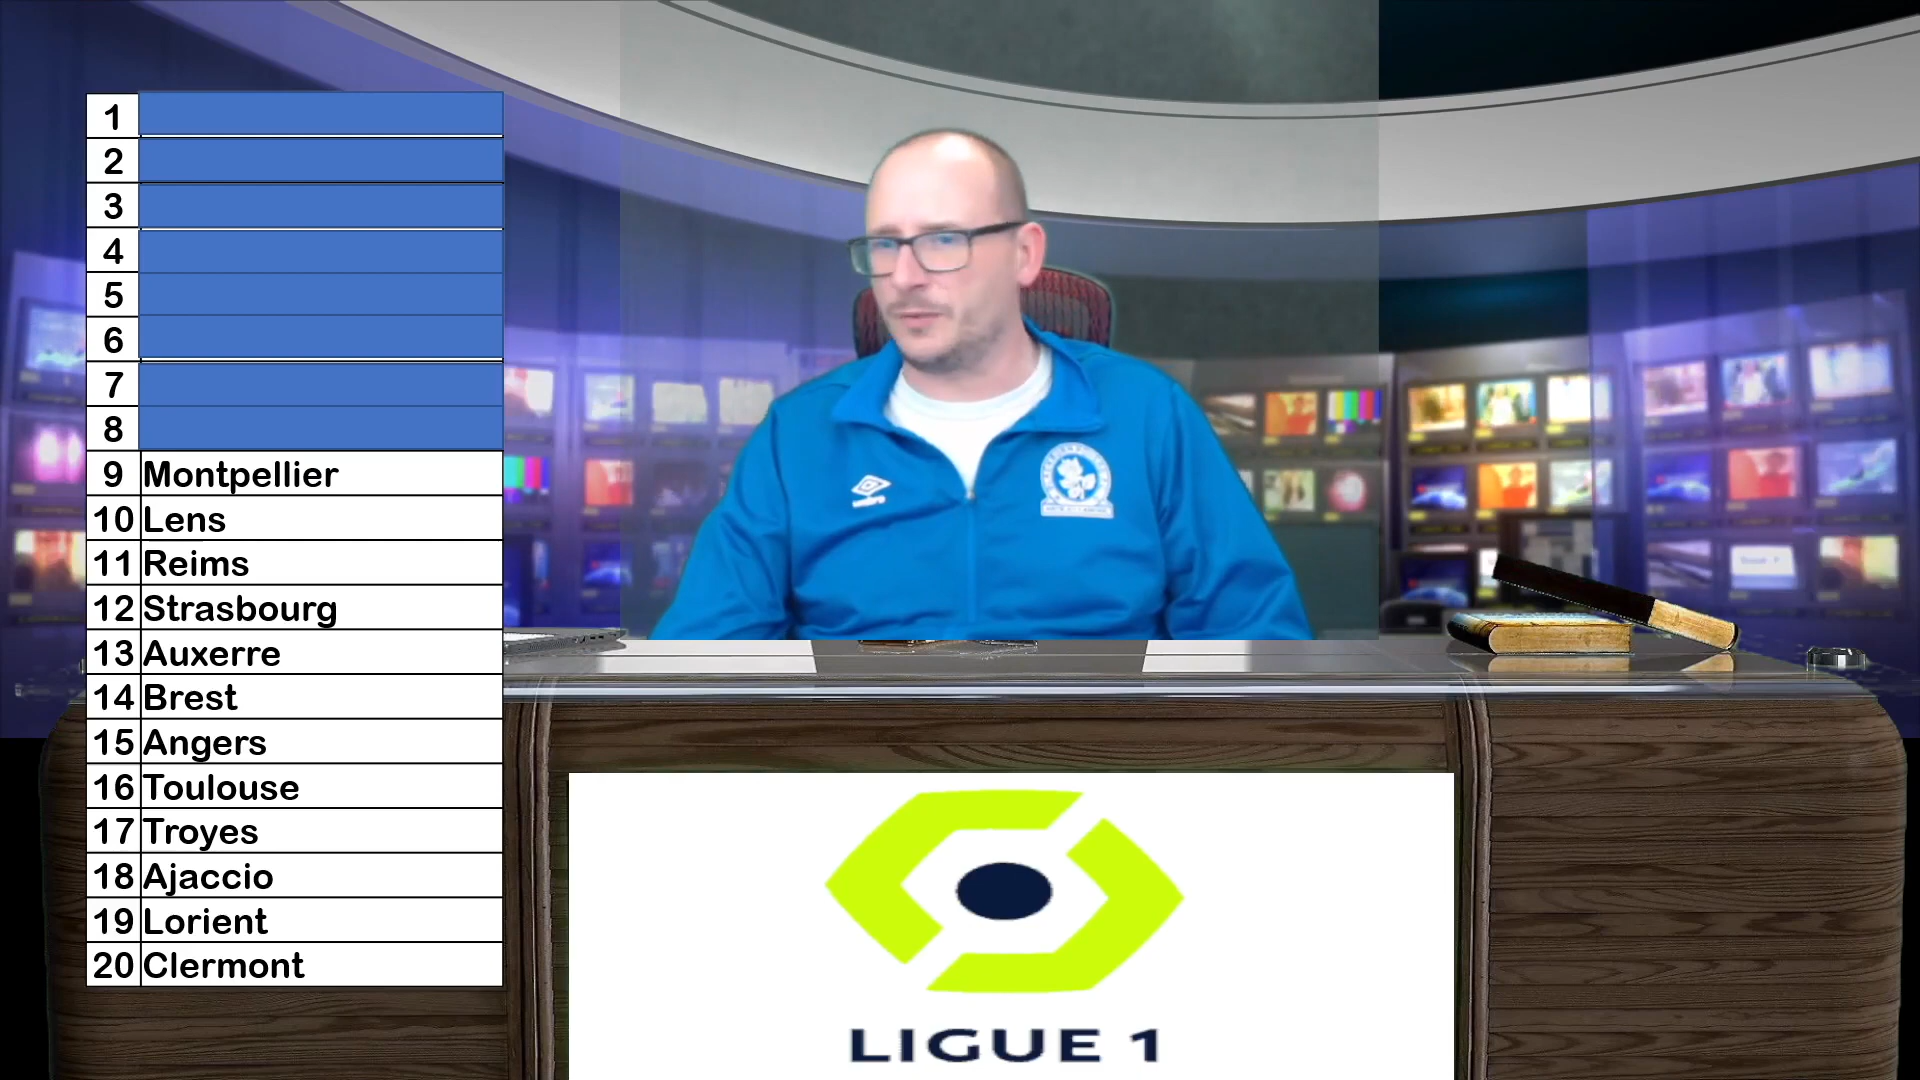 1
2
3
4
5
6
7
8
9 Montpellier
10 Lens
11 Reims
12 Strasbourg
13 Auxerre
14 Brest
15 Angers
16 Toulouse
17 Troyes
18 Ajaccio
19 Lorient
20 Clermont
umbro
LIGUE 1